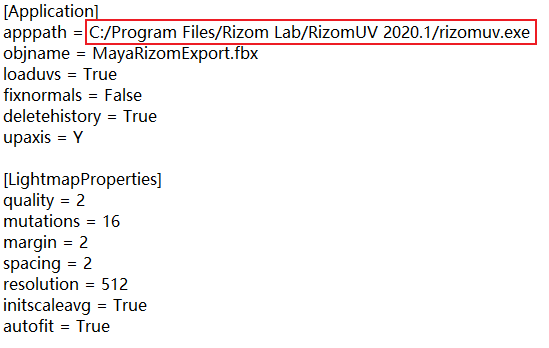 [Application]
apppath = C:/Program Files/Rizom Lab/RizomUV 2020.1/rizomuv.exe
objname = MayaRizomExport.fbx
loaduvs = True
fixnormals = False
deletehistory = True
upaxis = Y
[LightmapProperties]
quality = 2
mutations = 16
margin = 2
spacing = 2
resolution = 512
initscaleavg = True
autofit = True